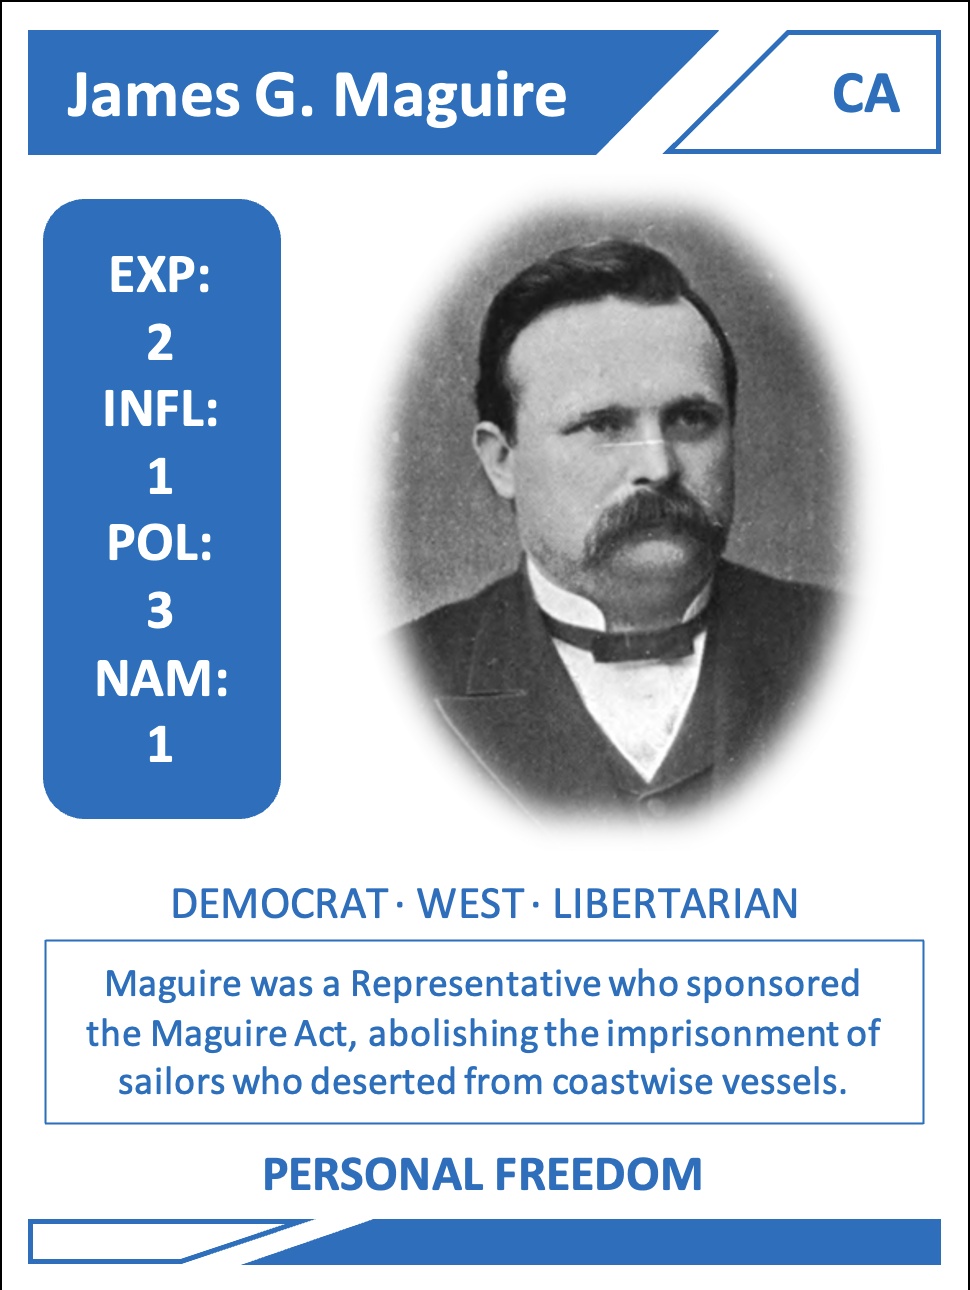 James G. Maguire
CA
EXP:
2
INFL:
1
POL:
3
NAM:
1
DEMOCRAT · WEST · LIBERTARIAN
Maguire was a Representative who sponsored
the Maguire Act, abolishing the imprisonment of
sailors who deserted from coastwise vessels.
PERSONAL FREEDOM